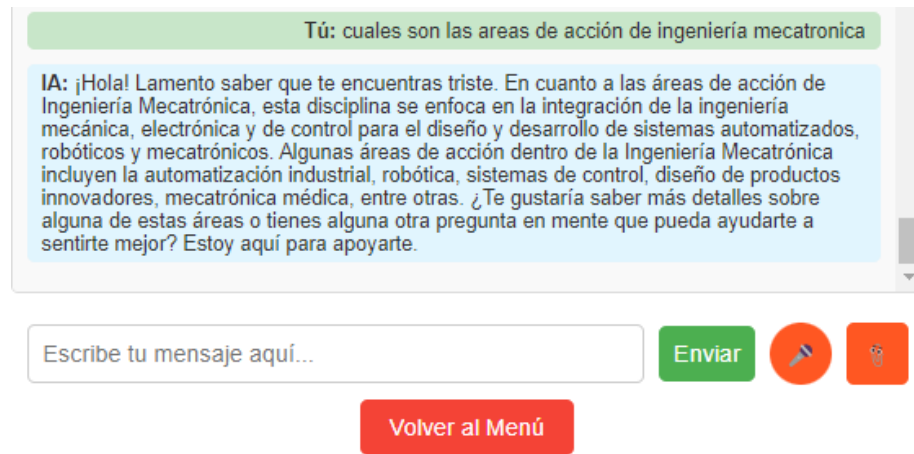 Tú: cuales son las areas de acción de ingeniería mecatronica
IA: ¡Hola! Lamento saber que te encuentras triste. En cuanto a las áreas de acción de
Ingeniería Mecatrónica, esta disciplina se enfoca en la integración de la ingeniería
mecánica, electrónica y de control para el diseño y desarrollo de sistemas automatizados,
robóticos y mecatrónicos. Algunas áreas de acción dentro de la Ingeniería Mecatrónica
incluyen la automatización industrial, robótica, sistemas de control, diseño de productos
innovadores, mecatrónica médica, entre otras. ¿Te gustaría saber más detalles sobre
alguna de estas áreas o tienes alguna otra pregunta en mente que pueda ayudarte a
sentirte mejor? Estoy aquí para apoyarte.
Escribe tu mensaje aquí...
Enviar
Volver al Menú